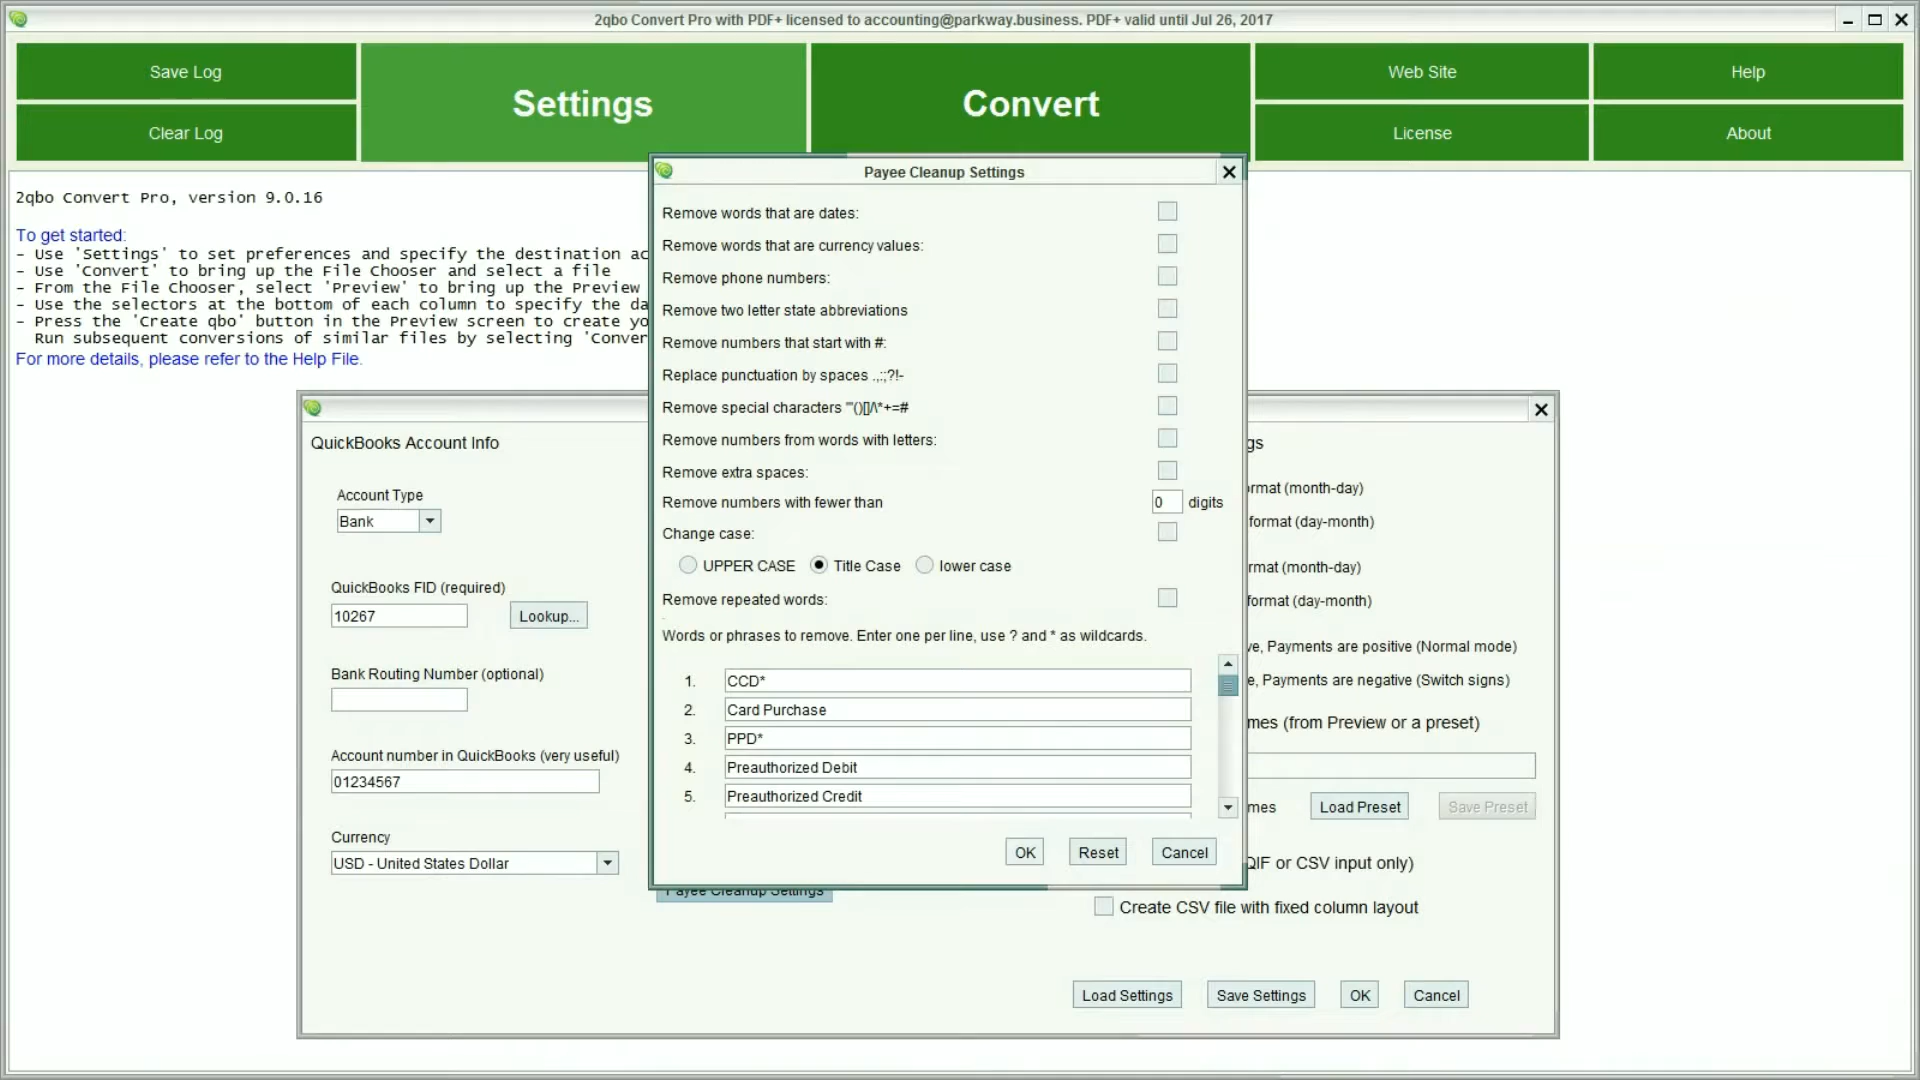 2qbo Convert Pro with PDF+ licensed to accounting@parkway.business. PDF+ valid until Jul 26, 2017
Save Log
Clear Log
Settings
Convert
Web Site
License
Help
About
2qbo Convert Pro, version 9.0.16
To get started:
- Use 'Settings' to set preferences and specify the destination ac
- Use 'Convert' to bring up the File Chooser and select a file
- From the File Chooser, select 'Preview' to bring up the Preview
- Use the selectors at the bottom of each column to specify the da
- Press the 'Create qbo' button in the Preview screen to create yo
Run subsequent conversions of similar files by selecting 'Conver
For more details, please refer to the Help File.
Payee Cleanup Settings
Remove words that are dates:
Remove words that are currency values:
Remove phone numbers:
Remove two letter state abbreviations
Remove numbers that start with #:
Replace punctuation by spaces .,:;?!-
Remove special characters '"()[]/\*+=#
Remove numbers from words with letters:
Remove extra spaces:
Remove numbers with fewer than 0 digits
Change case:
UPPER CASE Title Case lower case
Remove repeated words:
Words or phrases to remove. Enter one per line, use ? and * as wildcards.
1. CCD*
2. Card Purchase
3. PPD*
4. Preauthorized Debit
5. Preauthorized Credit
OK Reset Cancel
QuickBooks Account Info
Account Type
Bank
QuickBooks FID (required)
10267 Lookup...
Bank Routing Number (optional)
Account number in QuickBooks (very useful)
01234567
Currency
USD - United States Dollar
Payee Cleanup Settings
gs
rmat (month-day)
format (day-month)
rmat (month-day)
format (day-month)
ve, Payments are positive (Normal mode)
e, Payments are negative (Switch signs)
mes (from Preview or a preset)
mes Load Preset Save Preset
QIF or CSV input only)
Create CSV file with fixed column layout
Load Settings Save Settings OK Cancel